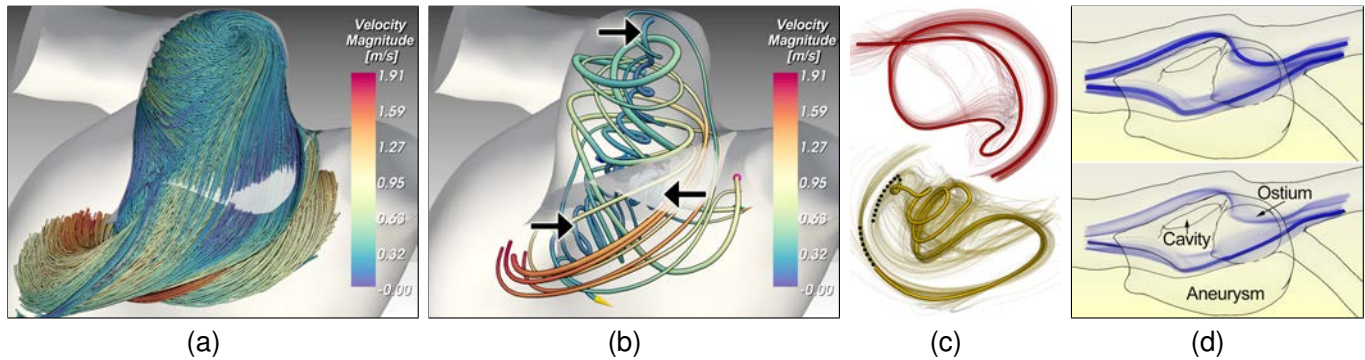 Velocity
Magnitude
[m/s]
1.91
1.59
1.27
0.95
0.63
0.32
-0.00
(a)
Velocity
Magnitude
[m/s]
1.91
1.59
1.27
0.95
0.63
0.32
-0.00
(b)
(c)
Ostium
Cavity
Aneurysm
(d)